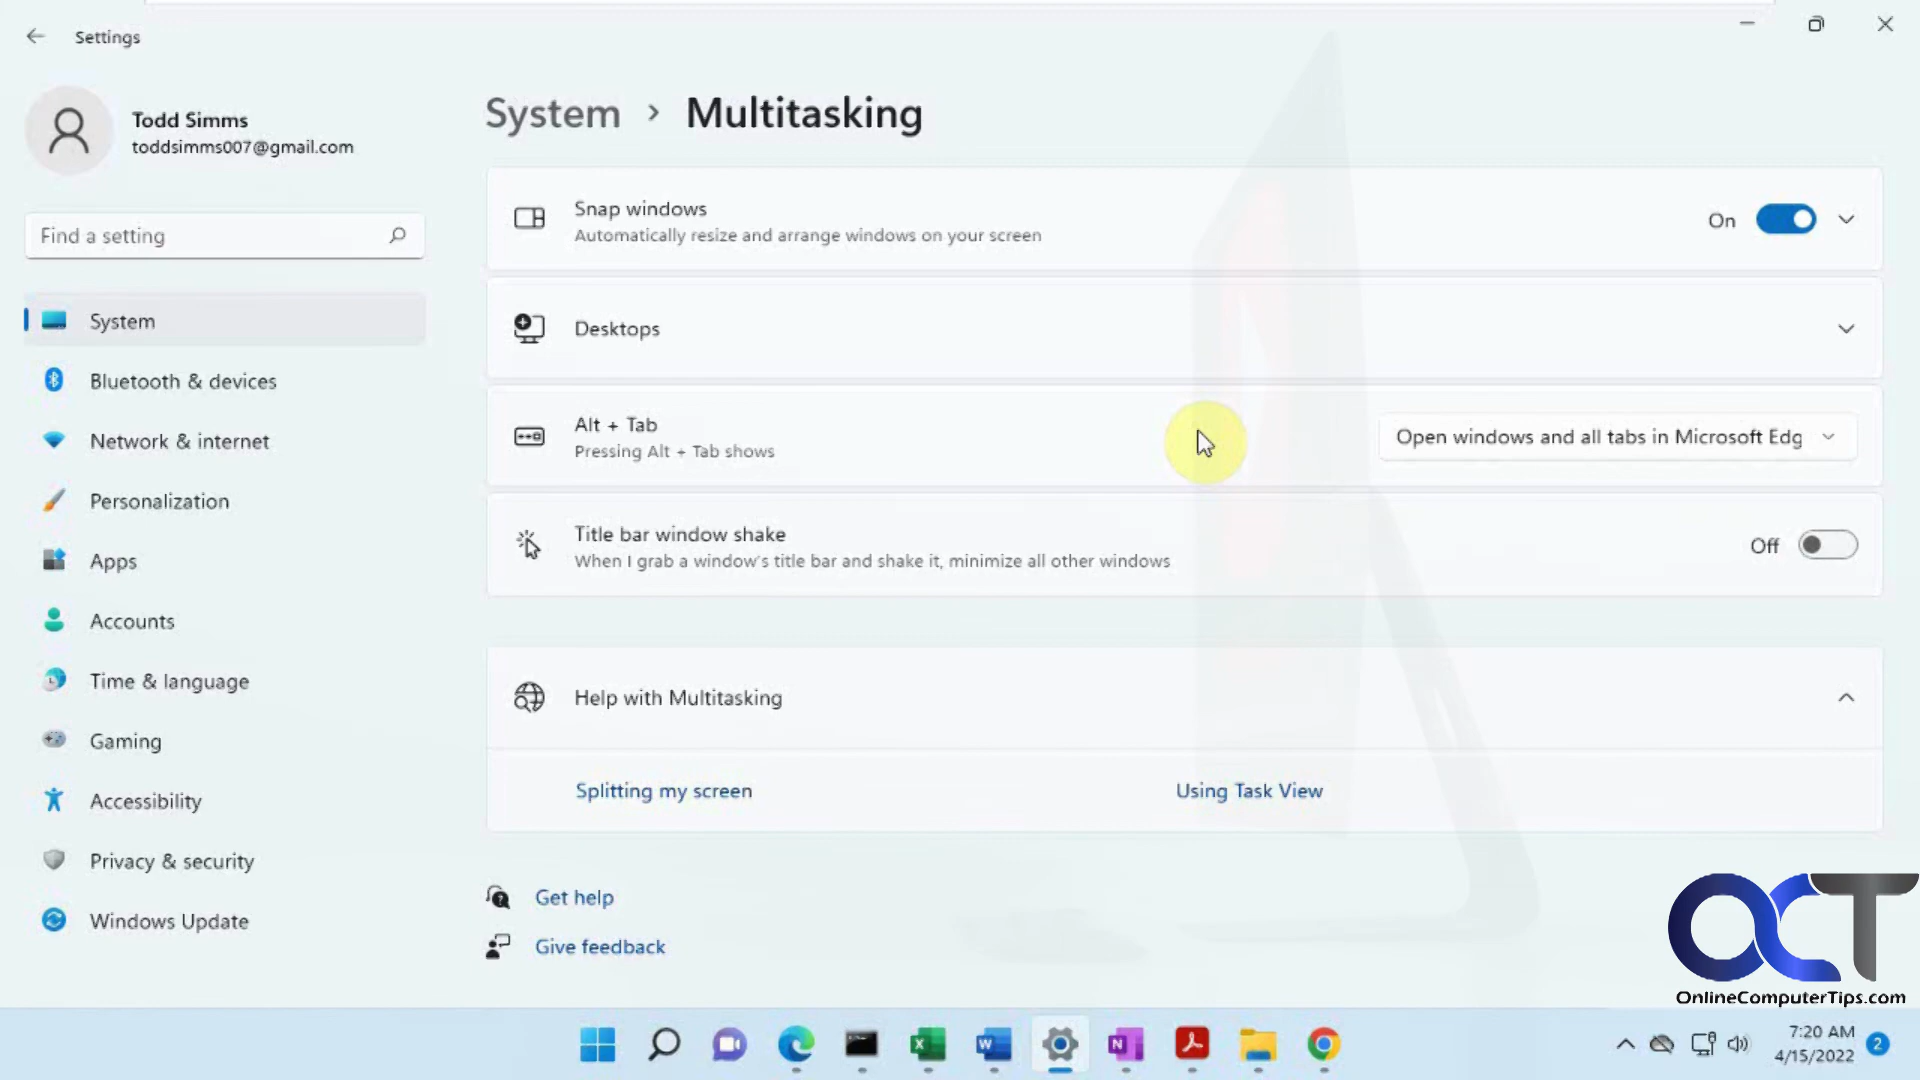 Settings
Todd Simms
toddsimms007@gmail.com
Find a setting
System
Bluetooth & devices
Network & internet
Personalization
Apps
Accounts
Time & language
Gaming
Accessibility
Privacy & security
Windows Update
System › Multitasking
Snap windows
Automatically resize and arrange windows on your screen
On
Desktops
Alt + Tab
Pressing Alt + Tab shows
Open windows and all tabs in Microsoft Edg
Title bar window shake
When I grab a window's title bar and shake it, minimize all other windows
Off
Help with Multitasking
Splitting my screen
Using Task View
Get help
Give feedback
OCT
OnlineComputerTips.com
7:20 AM
4/15/2022
2